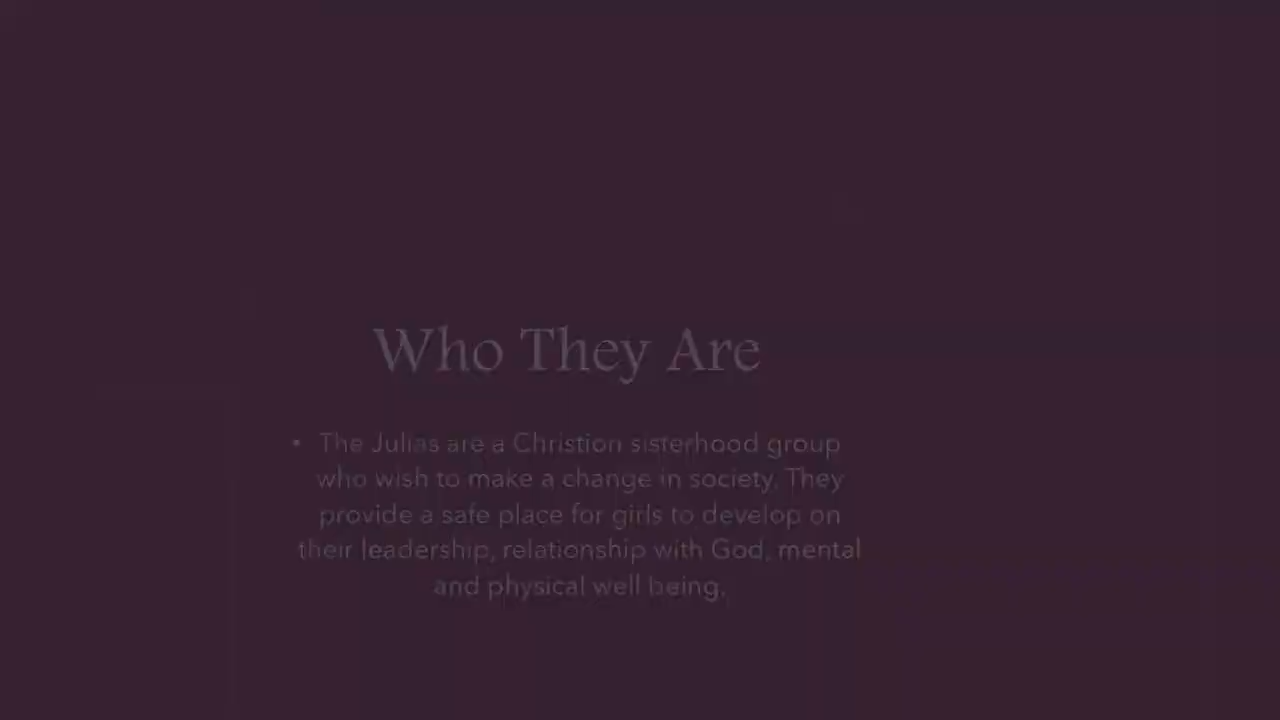 Who They Are
• The Julias are a Christion sisterhood group
who wish to make a change in society. They
provide a safe place for girls to develop on
their leadership, relationship with God, mental
and physical well being.